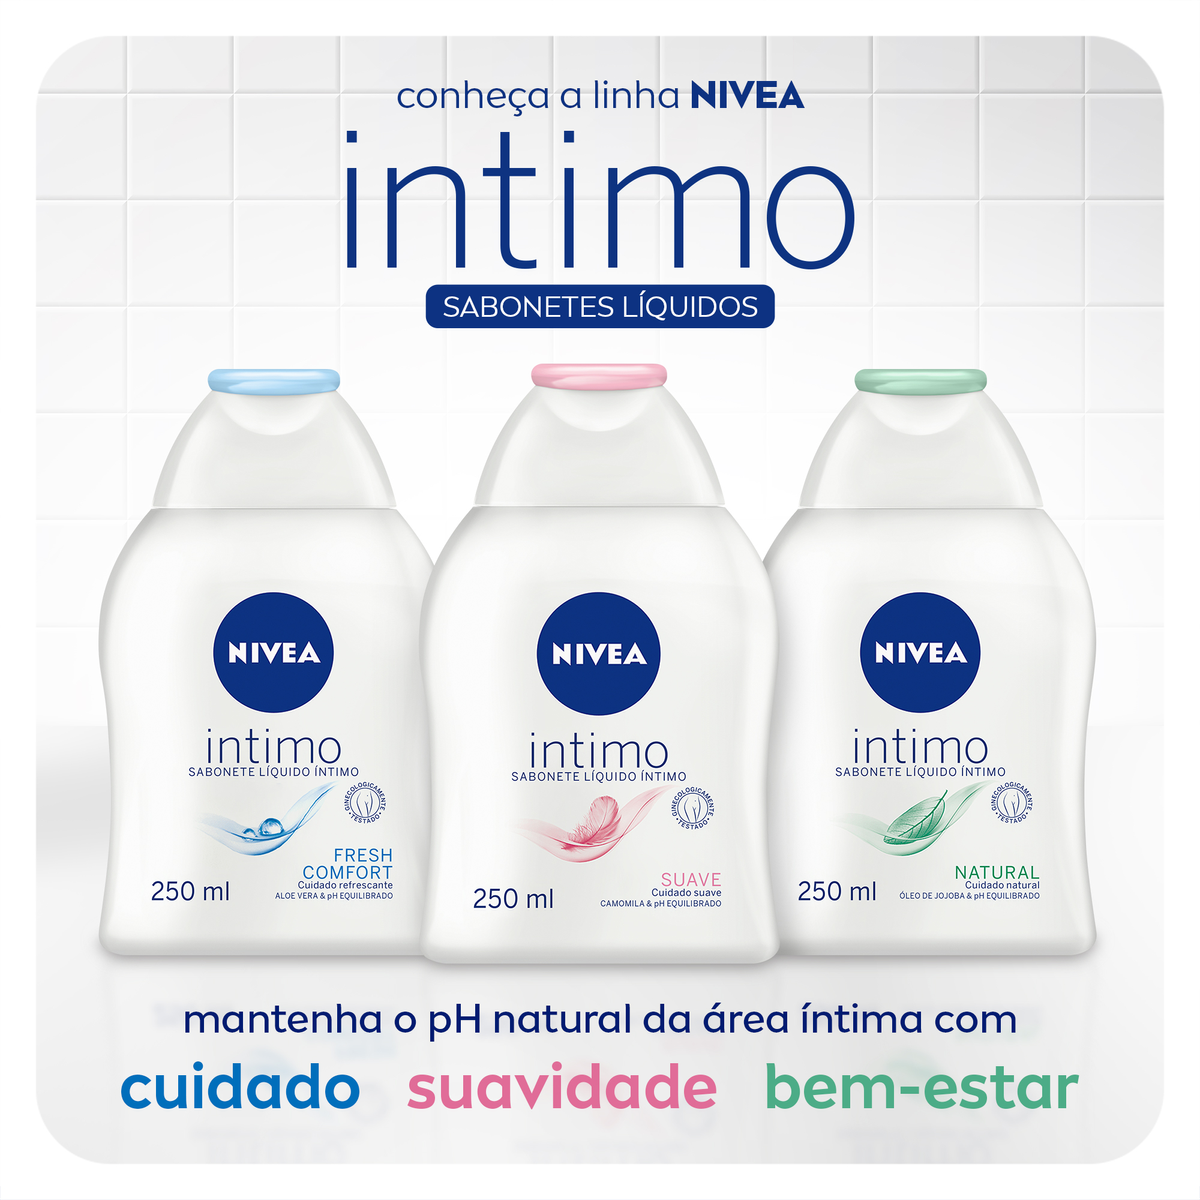 conheça a linha NIVEA
intimo
SABONETES LÍQUIDOS
NIVEA
intimo
SABONETE LÍQUIDO ÍNTIMO
GINECOLOGICAMENTE
• TESTADO •
FRESH
COMFORT
Cuidado refrescante
ALOE VERA & pH EQUILIBRADO
250 ml
NIVEA
intimo
SABONETE LÍQUIDO ÍNTIMO
GINECOLOGICAMENTE
• TESTADO •
SUAVE
Cuidado suave
CAMOMILA & pH EQUILIBRADO
250 ml
NIVEA
intimo
SABONETE LÍQUIDO ÍNTIMO
GINECOLOGICAMENTE
• TESTADO •
NATURAL
Cuidado natural
ÓLEO DE JOJOBA & pH EQUILIBRADO
250 ml
mantenha o pH natural da área íntima com
cuidado suavidade bem-estar